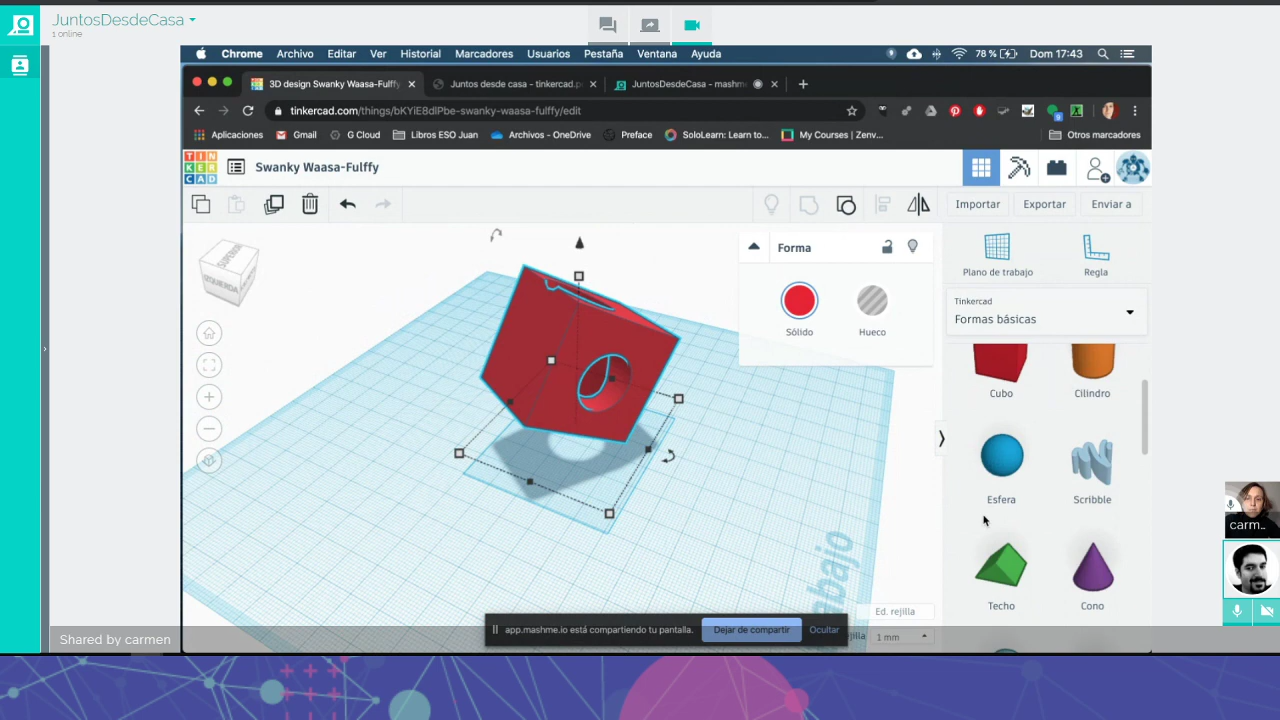 JuntosDesdeCasa
1 online
Chrome Archivo Editar Ver Historial Marcadores Usuarios Pestaña Ventana Ayuda 78 % Dom 17:43
3D design Swanky Waasa-Fulffy Juntos desde casa - tinkercad.p JuntosDesdeCasa - mashme
tinkercad.com/things/bKYiE8dlPbe-swanky-waasa-fulffy/edit
Aplicaciones Gmail G Cloud Libros ESO Juan Archivos - OneDrive Preface SoloLearn: Learn to... My Courses | Zenv... Otros marcadores
TIN
KER
CAD
Swanky Waasa-Fulffy
Importar Exportar Enviar a
SUPERIOR
IZQUIERDA
Forma
Sólido Hueco
Plano de trabajo Regla
Tinkercad
Formas básicas
Cubo Cilindro
Esfera Scribble
Techo Cono
abajo
Ed. rejilla
ejilla 1 mm
app.mashme.io está compartiendo tu pantalla. Dejar de compartir Ocultar
Shared by carmen
carm...